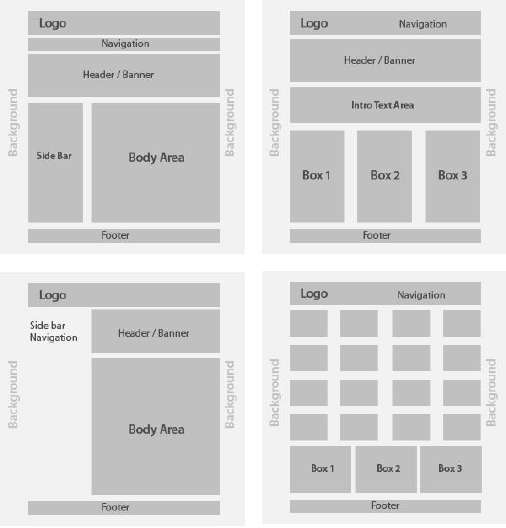 Logo
Navigation
Header / Banner
Background
Background
Side Bar
Body Area
Footer
Logo
Navigation
Header / Banner
Intro Text Area
Background
Background
Box 1
Box 2
Box 3
Footer
Logo
Side bar
Navigation
Header / Banner
Background
Background
Body Area
Footer
Logo
Navigation
Background
Background
Box 1
Box 2
Box 3
Footer